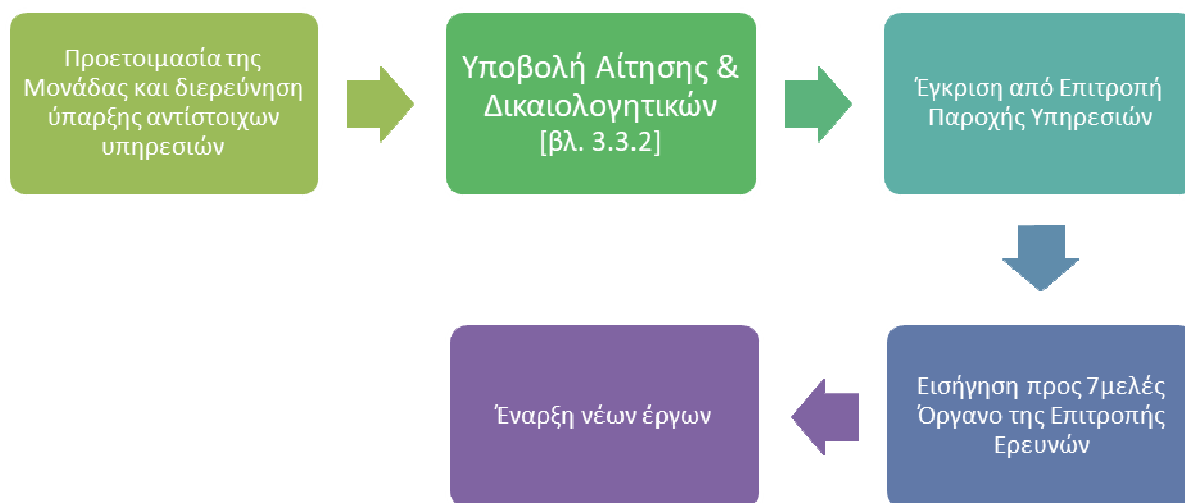 Προετοιμασία της
Μονάδας και διερεύνηση
ύπαρξης αντίστοιχων
υπηρεσιών
Υποβολή Αίτησης &
Δικαιολογητικών
[βλ. 3.3.2]
Έγκριση από Επιτροπή
Παροχής Υπηρεσιών
Εισήγηση προς 7μελές
Όργανο της Επιτροπής
Ερευνών
Έναρξη νέων έργων